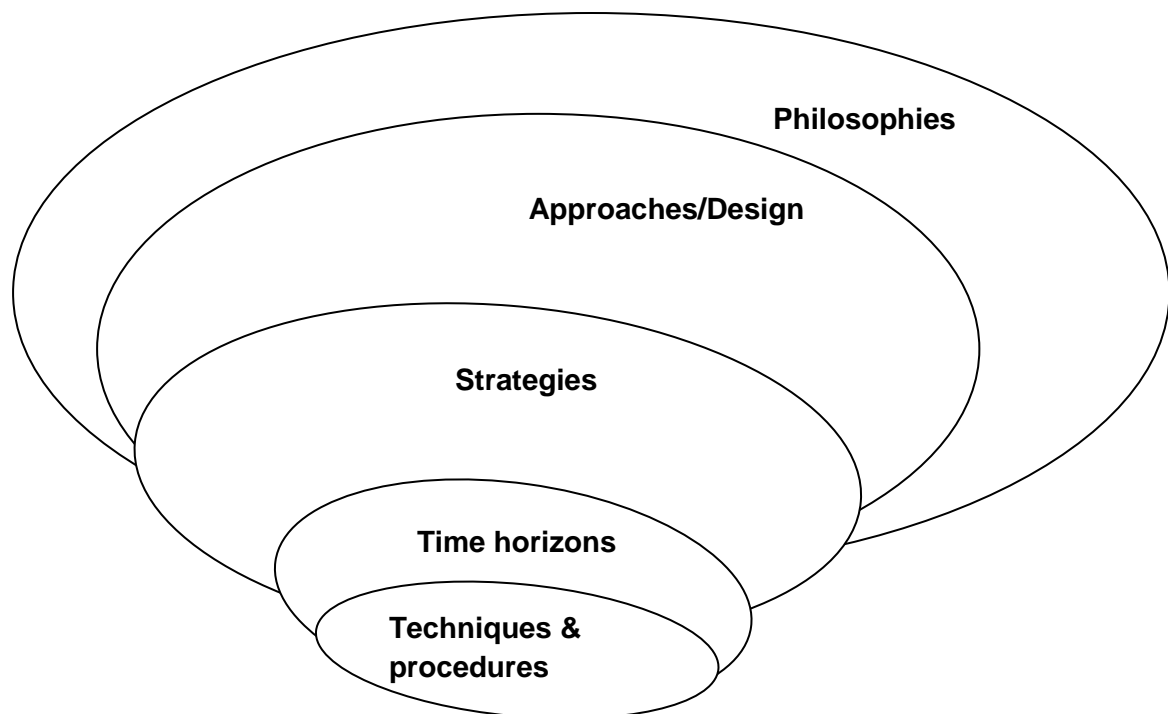 Philosophies
Approaches/Design
Strategies
Time horizons
Techniques &
procedures